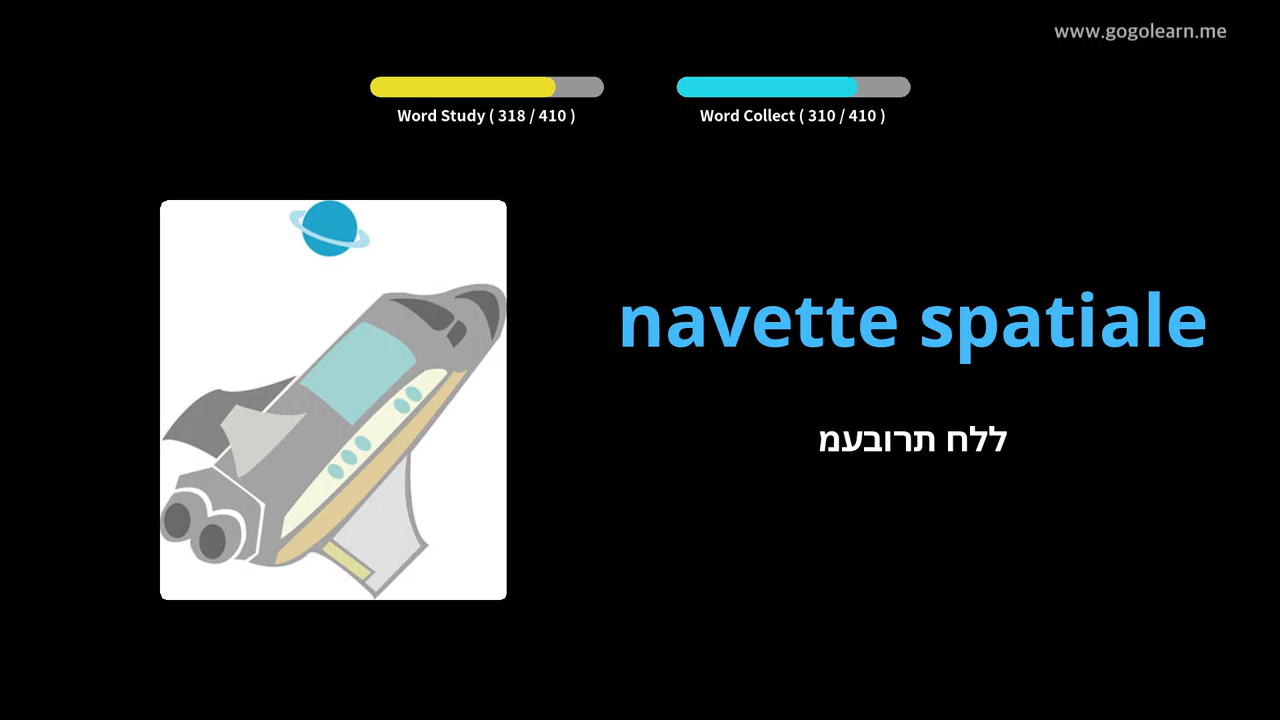 www.gogolearn.me
Word Study ( 318 / 410 )
Word Collect ( 310 / 410 )
navette spatiale
ללח תרובעמ